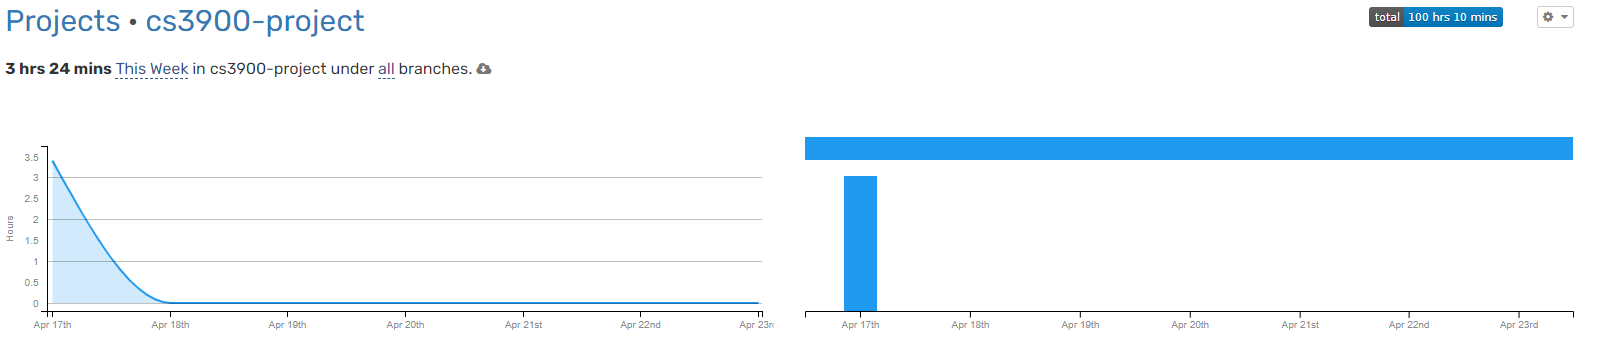 Projects • cs3900-project
total 100 hrs 10 mins
3 hrs 24 mins This Week in cs3900-project under all branches.
Hours
3.5
3
2.5
2
1.5
1
0.5
0
Apr 17th Apr 18th Apr 19th Apr 20th Apr 21st Apr 22nd Apr 23r
Apr 17th Apr 18th Apr 19th Apr 20th Apr 21st Apr 22nd Apr 23rd